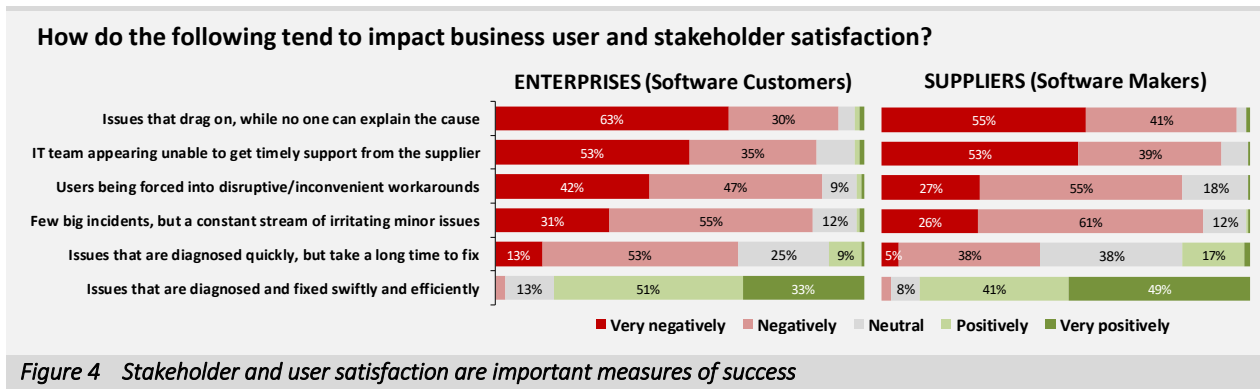 How do the following tend to impact business user and stakeholder satisfaction?
ENTERPRISES (Software Customers) SUPPLIERS (Software Makers)
Issues that drag on, while no one can explain the cause 63% 30% 55% 41%
IT team appearing unable to get timely support from the supplier 53% 35% 53% 39%
Users being forced into disruptive/inconvenient workarounds 42% 47% 9% 27% 55% 18%
Few big incidents, but a constant stream of irritating minor issues 31% 55% 12% 26% 61% 12%
Issues that are diagnosed quickly, but take a long time to fix 13% 53% 25% 9% 5% 38% 38% 17%
Issues that are diagnosed and fixed swiftly and efficiently 13% 51% 33% 8% 41% 49%
Very negatively Negatively Neutral Positively Very positively
Figure 4 Stakeholder and user satisfaction are important measures of success